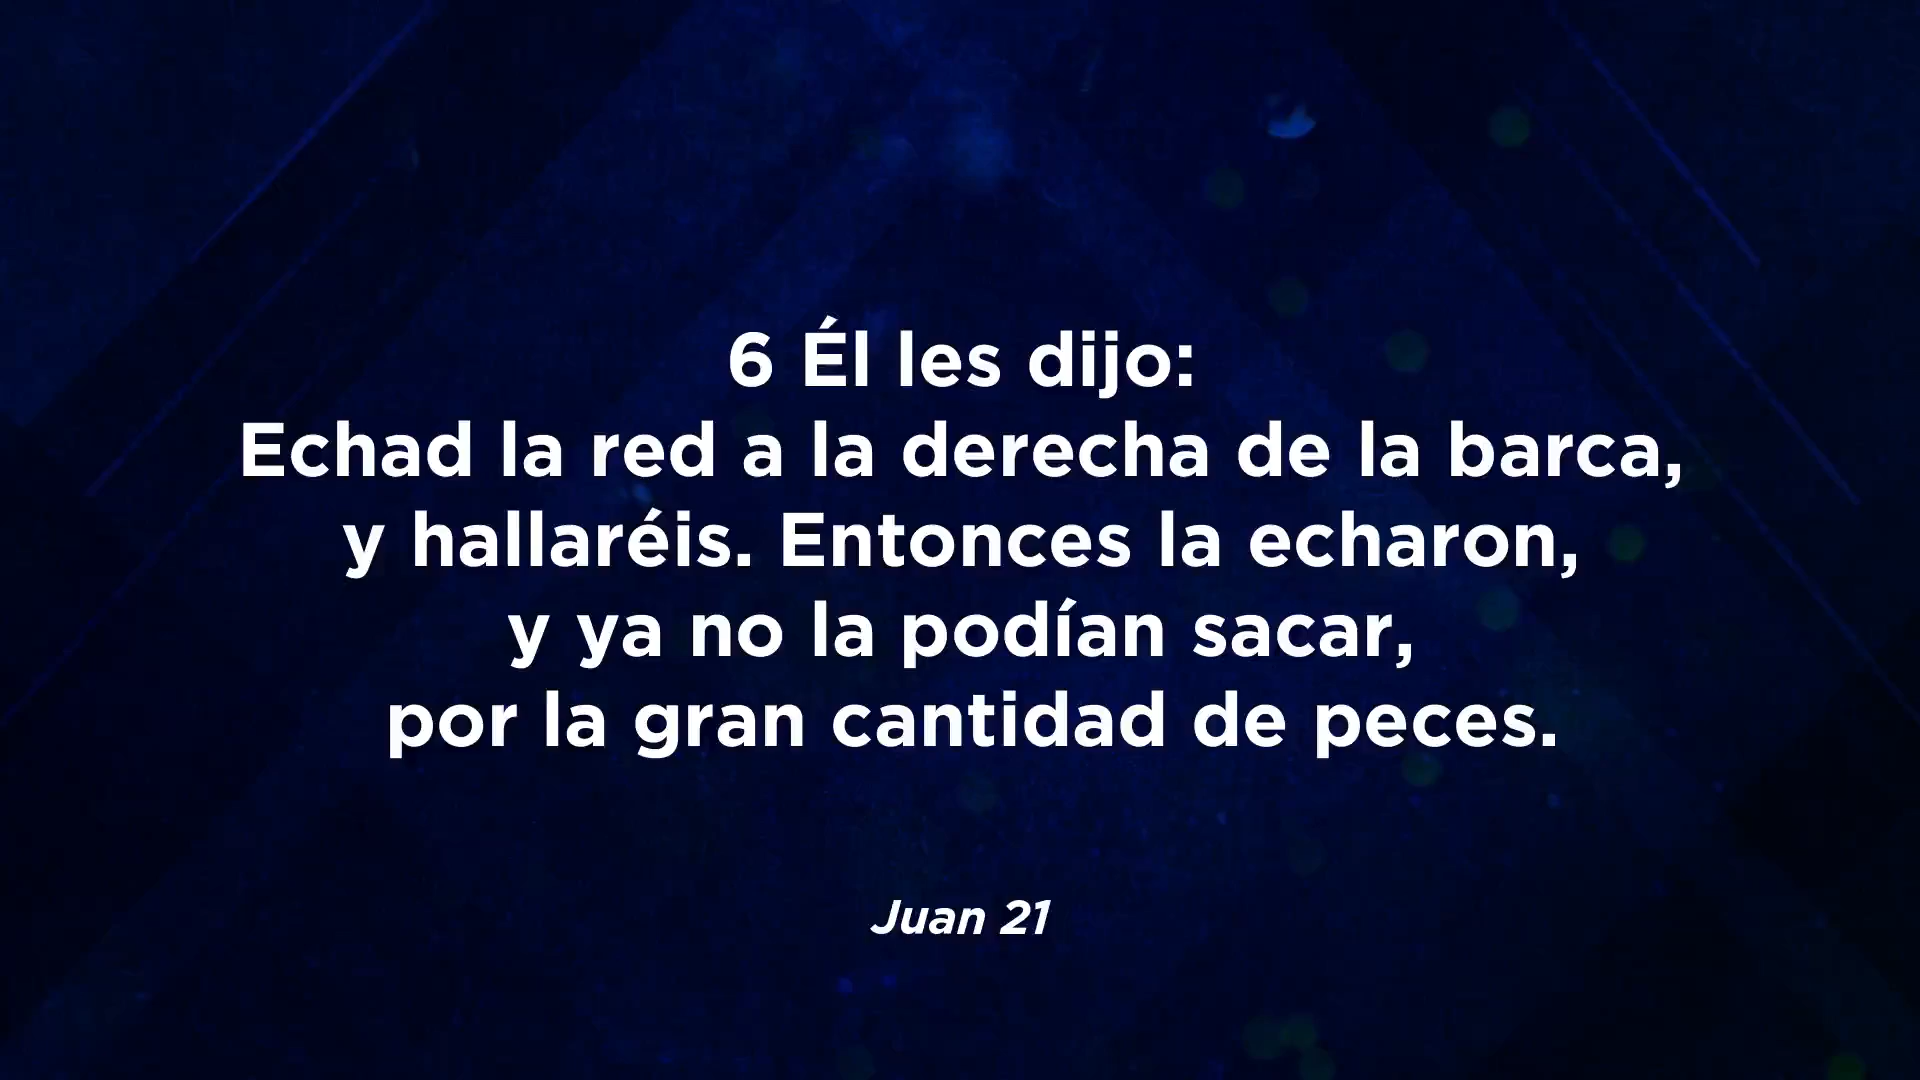 6 Él les dijo:
Echad la red a la derecha de la barca,
y hallaréis. Entonces la echaron,
y ya no la podían sacar,
por la gran cantidad de peces.
Juan 21